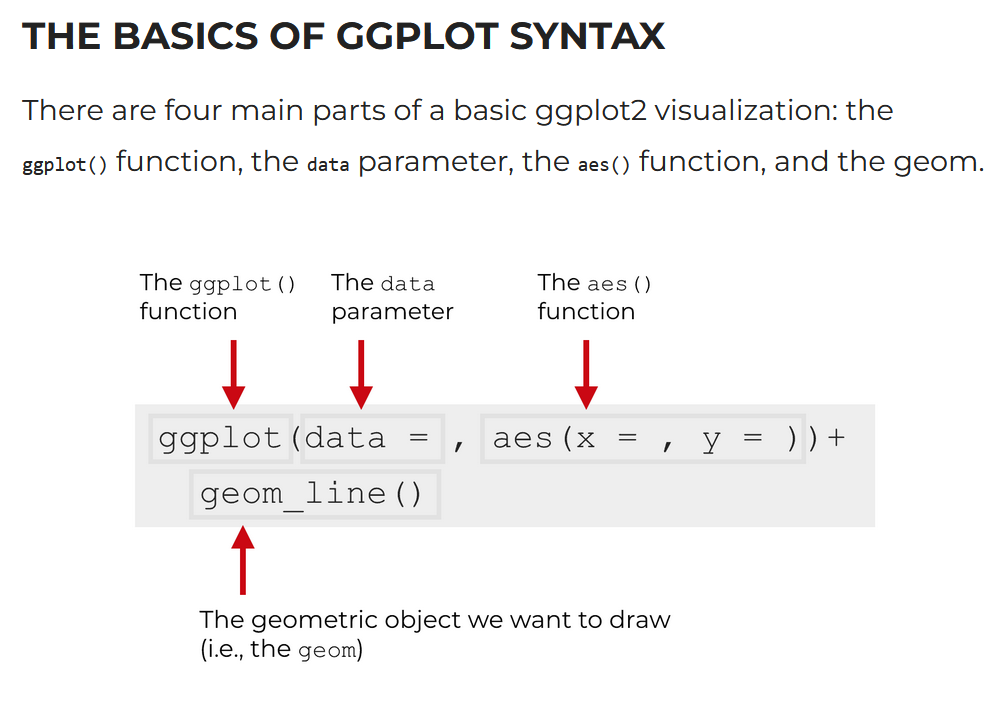 THE BASICS OF GGPLOT SYNTAX
There are four main parts of a basic ggplot2 visualization: the
ggplot() function, the data parameter, the aes() function, and the geom.
The ggplot() function
The data parameter
The aes() function
ggplot(data = , aes(x = , y = ))+
geom_line()
The geometric object we want to draw
(i.e., the geom)